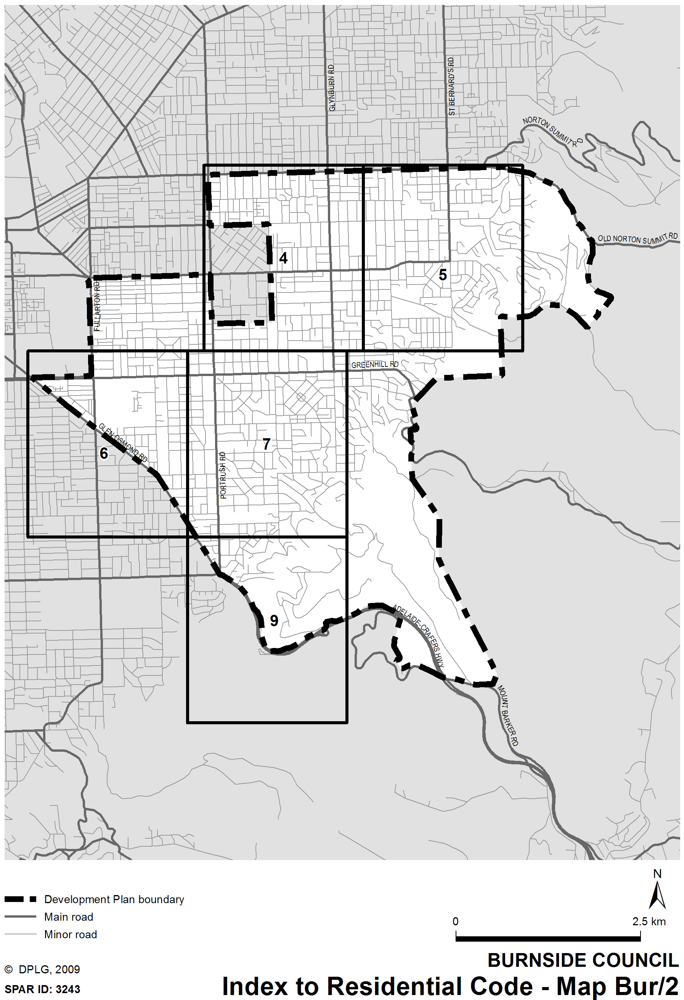 GLYNBURN RD
ST BERNARD'S RD
NORTON SUMMIT RD
OLD NORTON SUMMIT RD
4
5
FULLARTON RD
GREENHILL RD
GLEN OSMOND RD
6
7
PORTRUSH RD
9
ADELAIDE-CRAFERS HWY
MOUNT BARKER RD
N
Development Plan boundary
Main road
Minor road
0 2.5 km
BURNSIDE COUNCIL
© DPLG, 2009
SPAR ID: 3243
Index to Residential Code - Map Bur/2